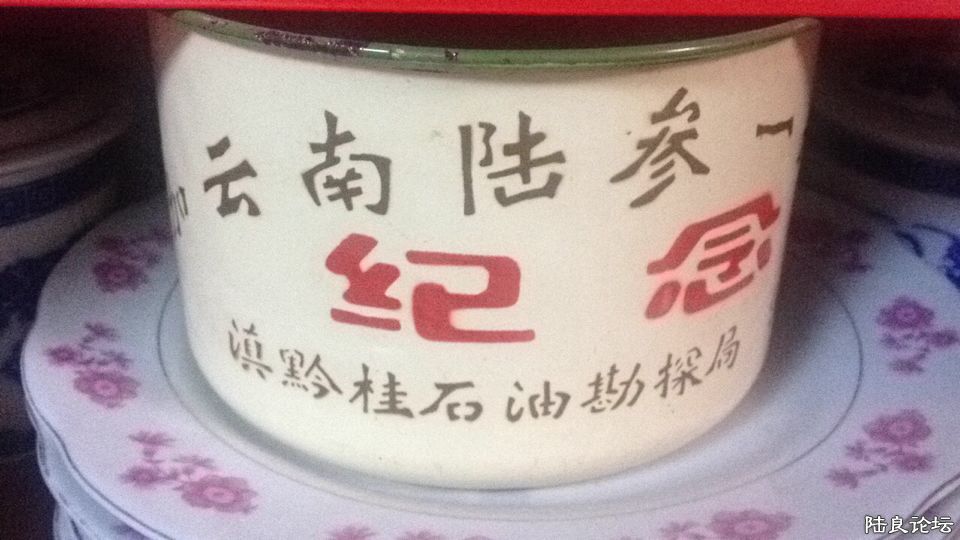 云南陆参一
纪念
滇黔桂石油勘探局
陆良论坛